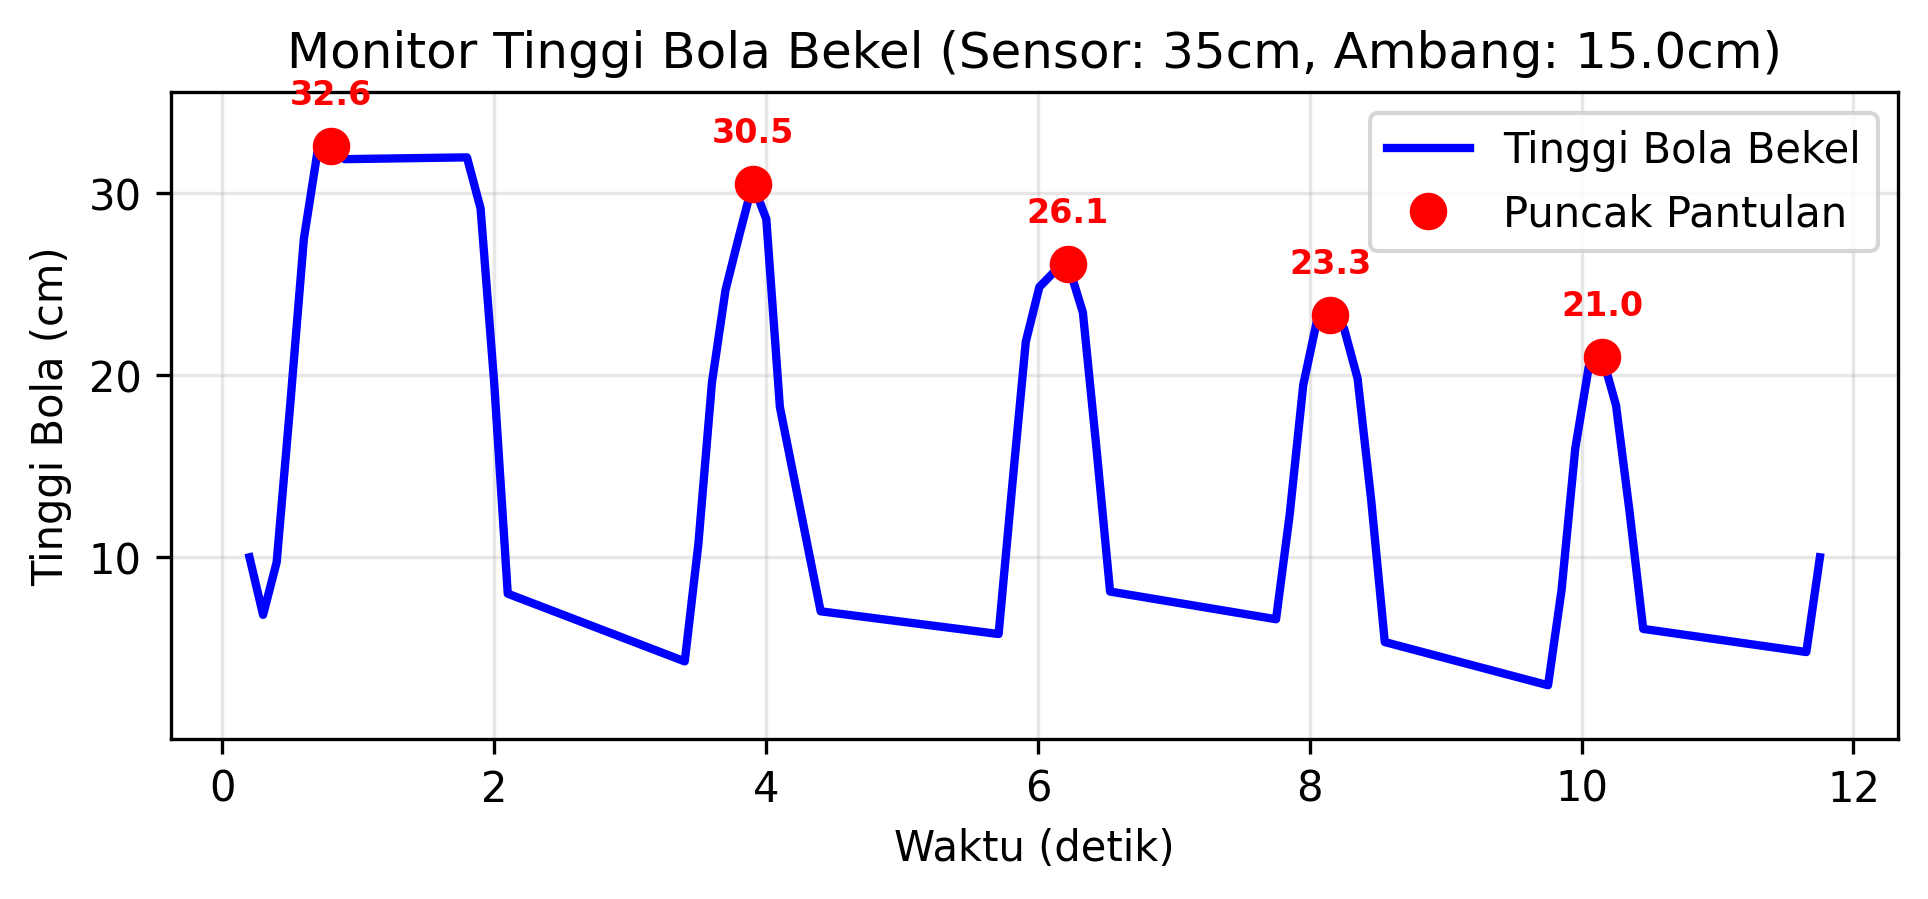 Monitor Tinggi Bola Bekel (Sensor: 35cm, Ambang: 15.0cm)
32.6
30.5
26.1
23.3
21.0
Tinggi Bola Bekel
Puncak Pantulan
Tinggi Bola (cm)
30
20
10
0 2 4 6 8 10 12
Waktu (detik)